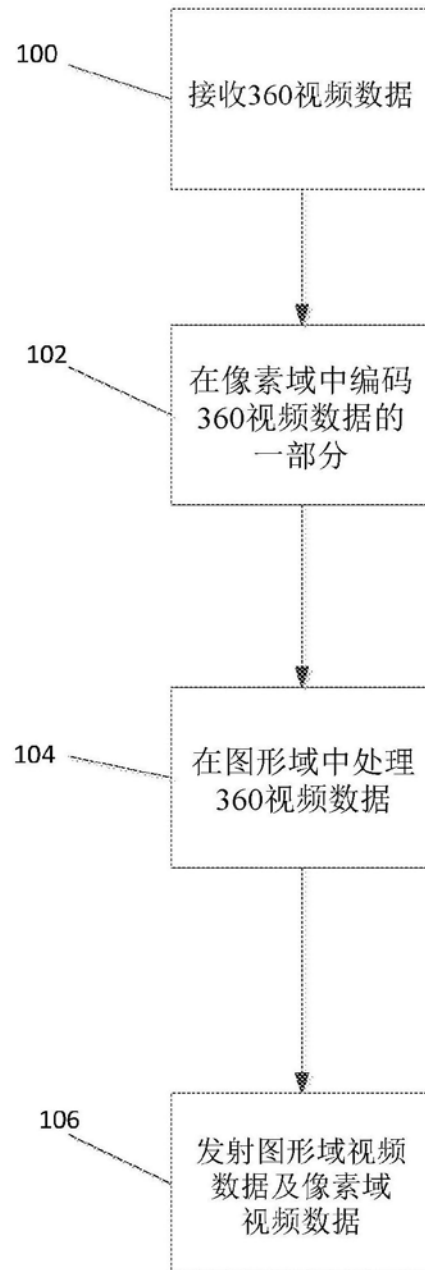 100
接收360视频数据
102
在像素域中编码
360视频数据的
一部分
104
在图形域中处理
360视频数据
106
发射图形域视频
数据及像素域
视频数据